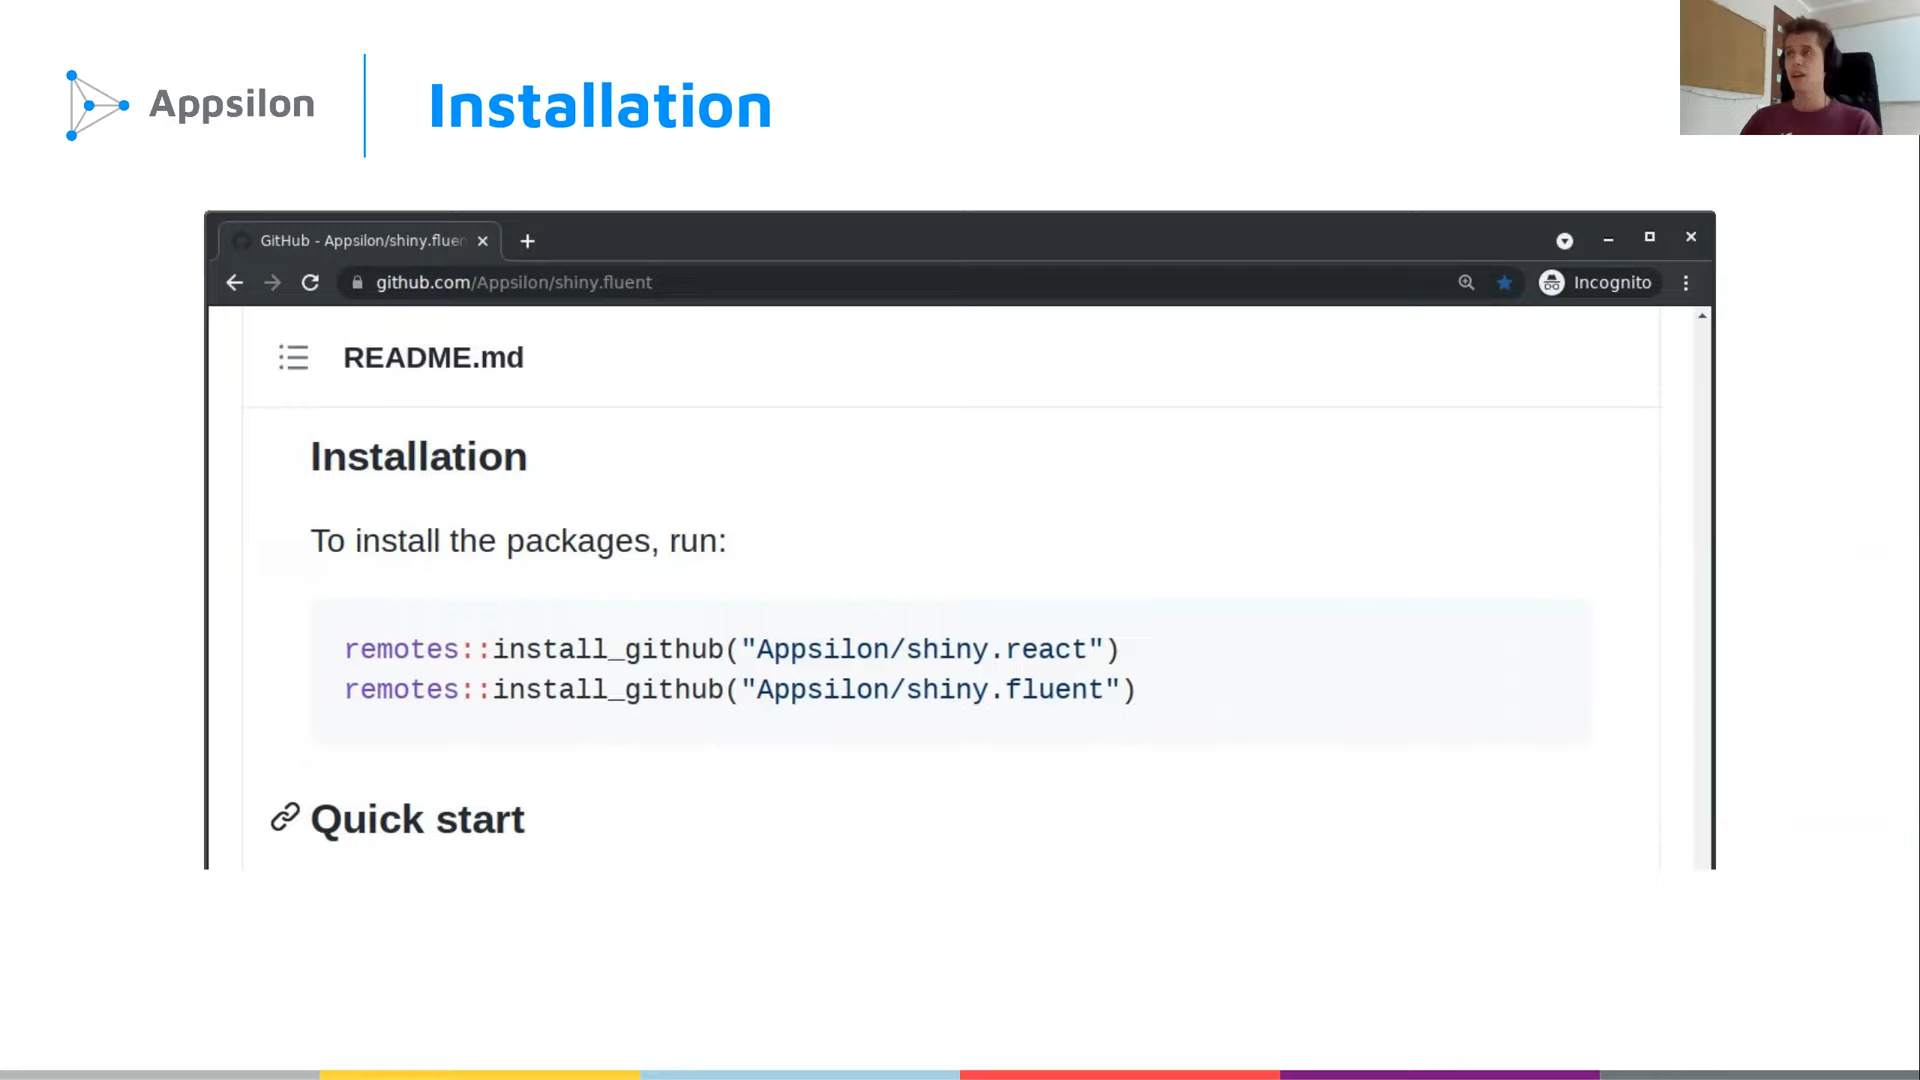 Appsilon
Installation
GitHub - Appsilon/shiny.fluen
github.com/Appsilon/shiny.fluent
Incognito
README.md
Installation
To install the packages, run:
remotes::install_github("Appsilon/shiny.react")
remotes::install_github("Appsilon/shiny.fluent")
Quick start